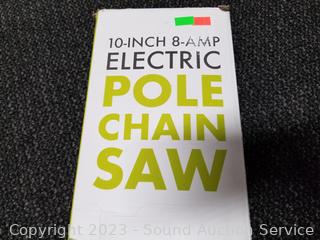 10-INCH 8-AMP
ELECTRIC
POLE
CHAIN
SAW
Copyright 2023 - Sound Auction Service